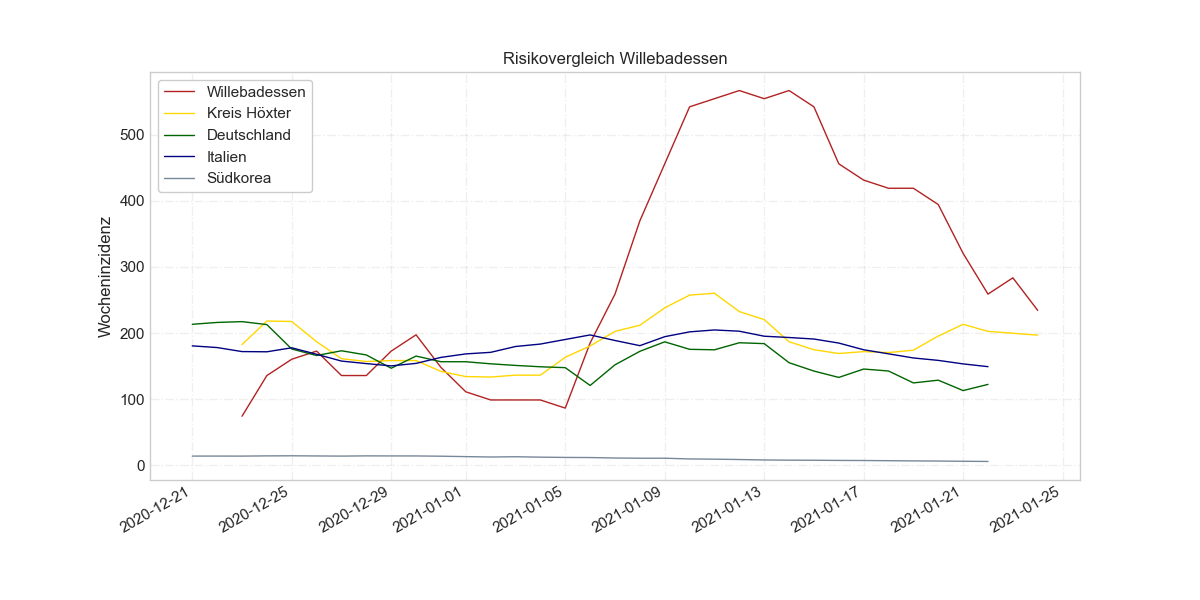 Risikovergleich Willebadessen
Willebadessen
Kreis Höxter
Deutschland
Italien
Südkorea
Wocheninzidenz
500
400
300
200
100
0
2020-12-21
2020-12-25
2020-12-29
2021-01-01
2021-01-05
2021-01-09
2021-01-13
2021-01-17
2021-01-21
2021-01-25